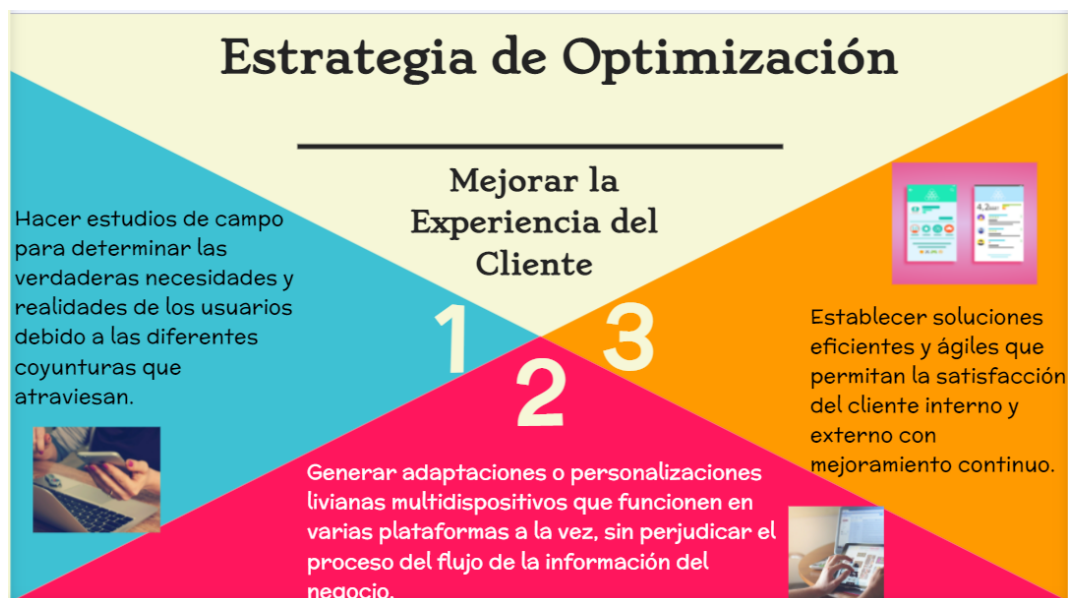 Estrategia de Optimización
Mejorar la
Experiencia del
Cliente
1
Hacer estudios de campo
para determinar las
verdaderas necesidades y
realidades de los usuarios
debido a las diferentes
coyunturas que
atraviesan.
2
Generar adaptaciones o personalizaciones
livianas multidispositivos que funcionen en
varias plataformas a la vez, sin perjudicar el
proceso del flujo de la información del
negocio.
3
4,2
Establecer soluciones
eficientes y ágiles que
permitan la satisfacción
del cliente interno y
externo con
mejoramiento continuo.